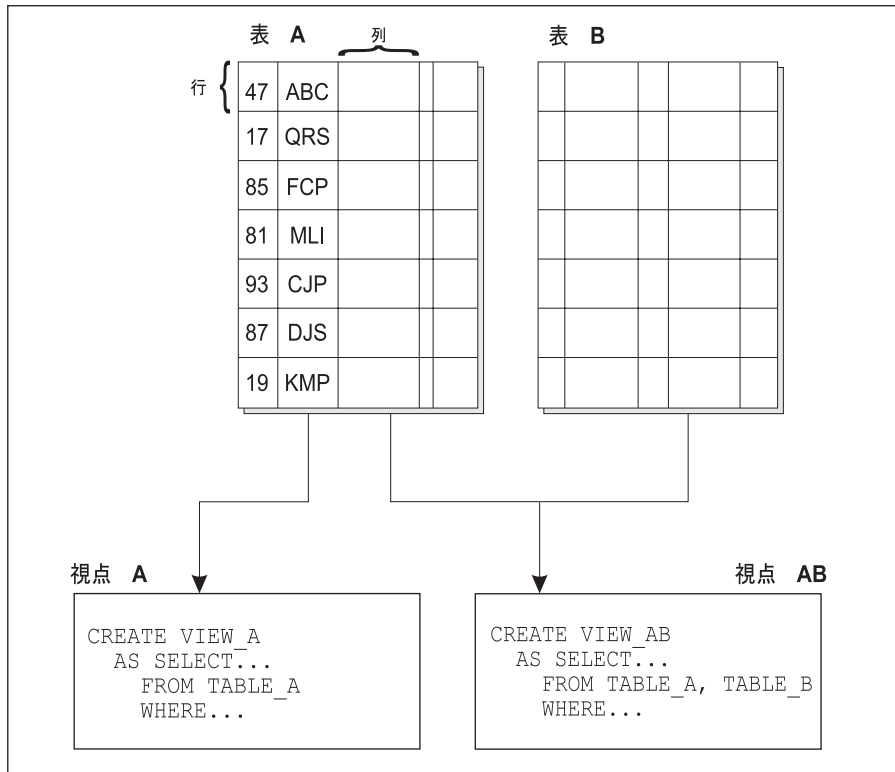 表 A
列
表 B
行
47 ABC
17 QRS
85 FCP
81 MLI
93 CJP
87 DJS
19 KMP
視点 A
CREATE VIEW_A
AS SELECT...
FROM TABLE_A
WHERE...
視点 AB
CREATE VIEW_AB
AS SELECT...
FROM TABLE_A, TABLE_B
WHERE...